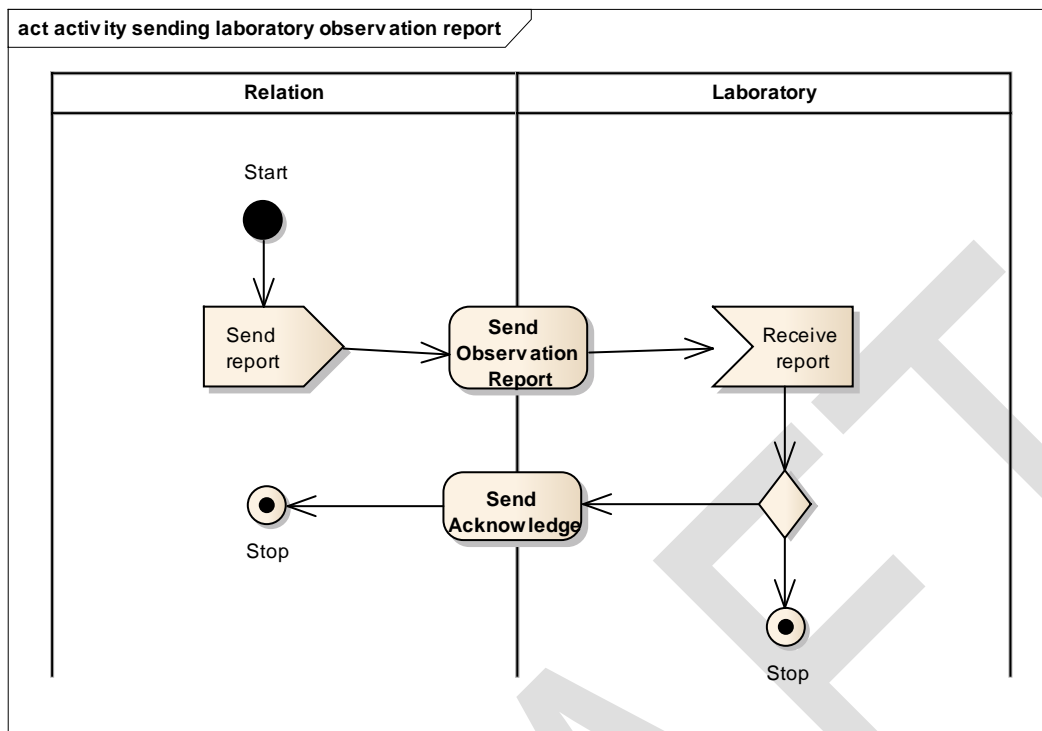 act activity sending laboratory observation report
Relation
Laboratory
Start
Send
report
Send
Observation
Report
Receive
report
Send
Acknowledge
Stop
Stop